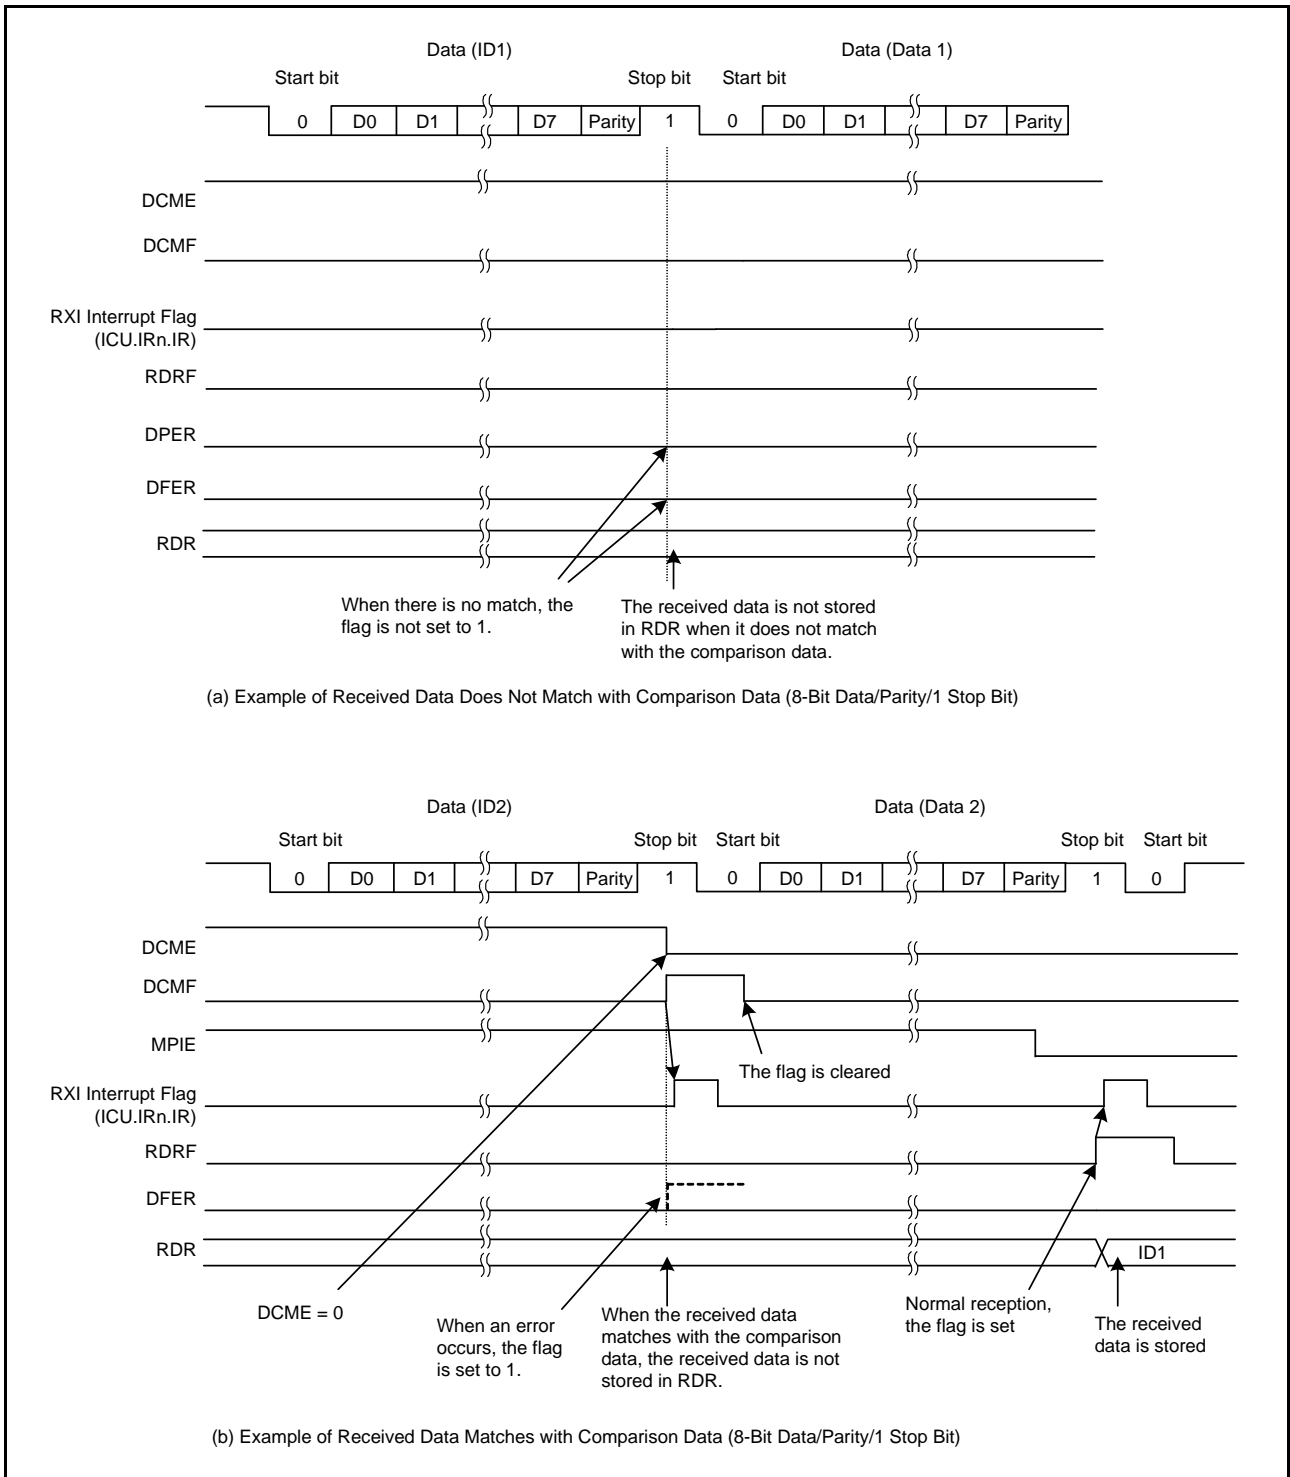 Data (ID1) Data (Data 1)
Start bit Stop bit Start bit
0 D0 D1 D7 Parity 1 0 D0 D1 D7 Parity
DCME
DCMF
RXI Interrupt Flag
(ICU.IRn.IR)
RDRF
DPER
DFER
RDR
When there is no match, the
flag is not set to 1.
The received data is not stored
in RDR when it does not match
with the comparison data.
(a) Example of Received Data Does Not Match with Comparison Data (8-Bit Data/Parity/1 Stop Bit)
Data (ID2) Data (Data 2)
Start bit Stop bit Start bit Stop bit Start bit
0 D0 D1 D7 Parity 1 0 D0 D1 D7 Parity 1 0
DCME
DCMF
MPIE
The flag is cleared
RXI Interrupt Flag
(ICU.IRn.IR)
RDRF
DFER
RDR
ID1
DCME = 0
When an error
occurs, the flag
is set to 1.
When the received data
matches with the comparison
data, the received data is not
stored in RDR.
Normal reception,
the flag is set
The received
data is stored
(b) Example of Received Data Matches with Comparison Data (8-Bit Data/Parity/1 Stop Bit)